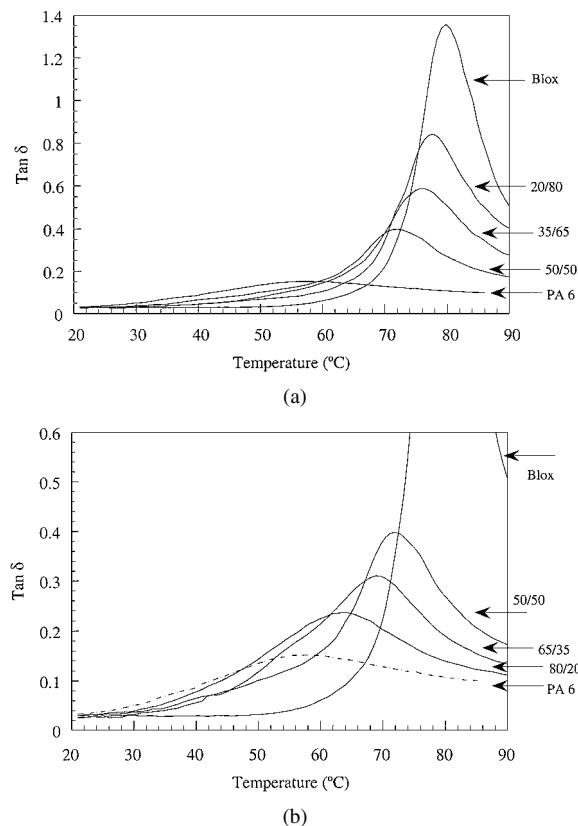 (a)
1.4
1.2
1
0.8
0.6
0.4
0.2
0
Tan δ
Blox
20/80
35/65
50/50
PA 6
20 30 40 50 60 70 80 90
Temperature (ºC)
(a)
(b)
0.6
0.5
0.4
0.3
0.2
0.1
0
Tan δ
Blox
50/50
65/35
80/20
PA 6
20 30 40 50 60 70 80 90
Temperature (ºC)
(b)